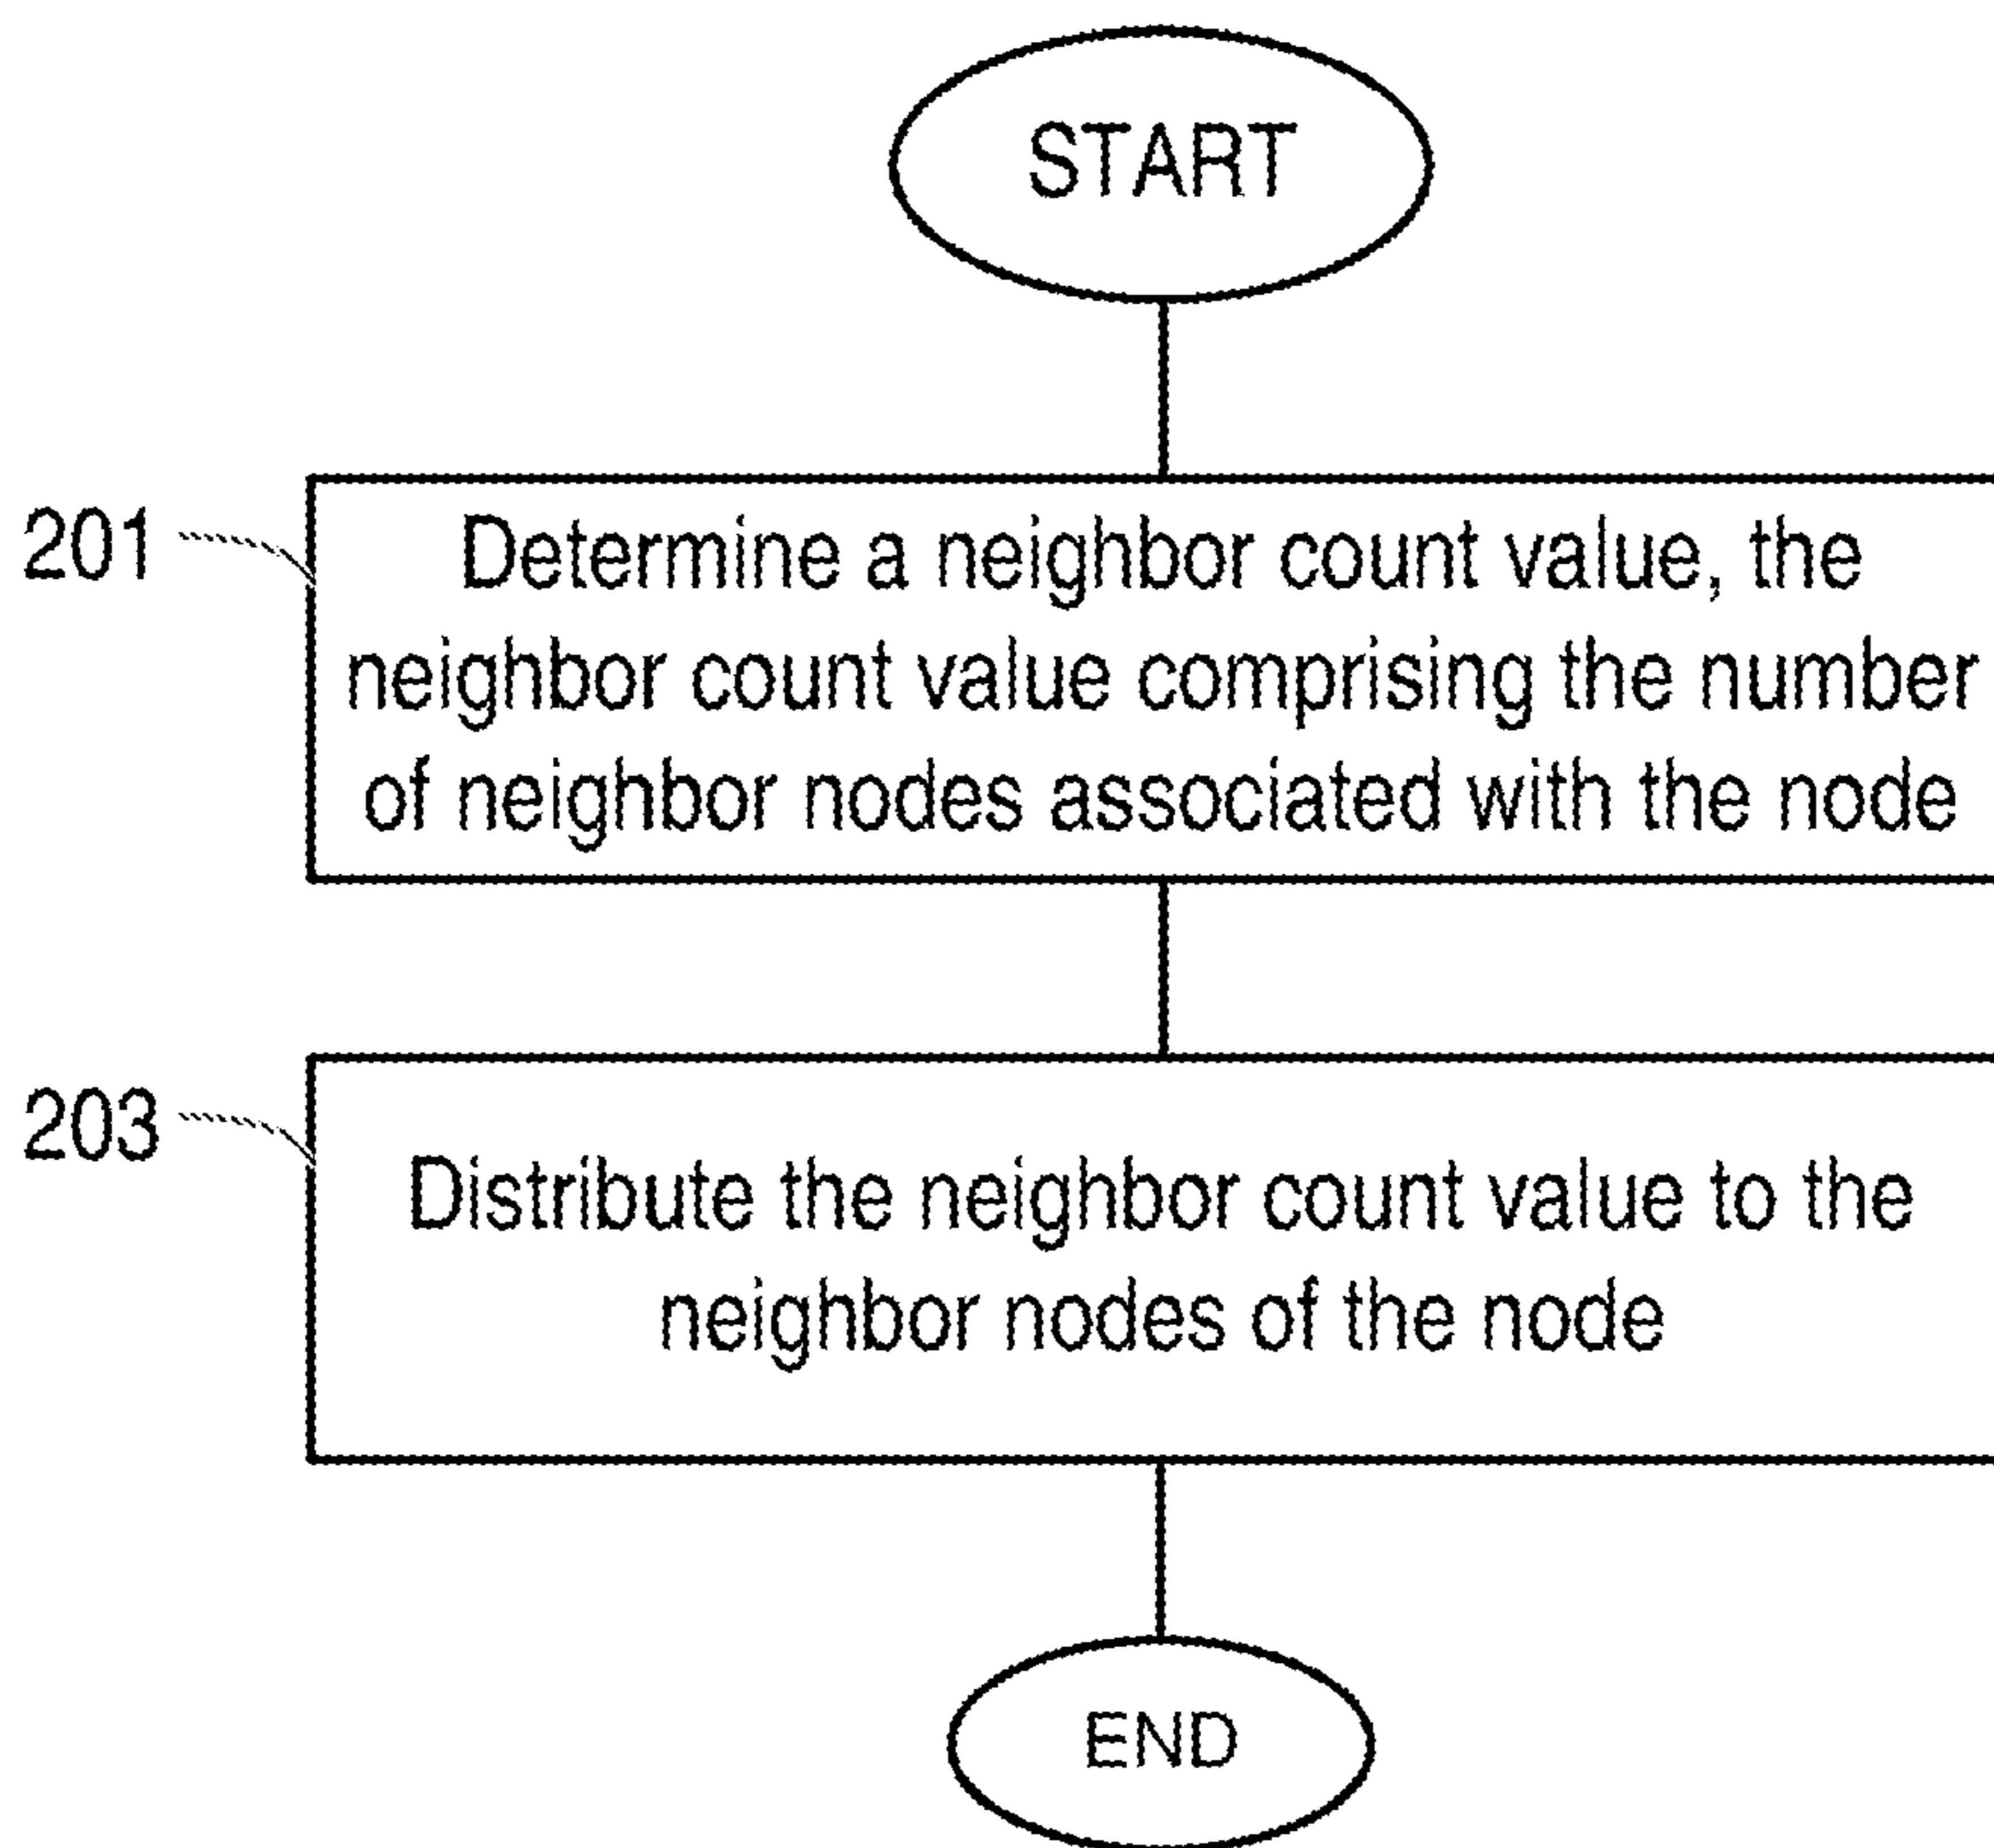 START
201
Determine a neighbor count value, the
neighbor count value comprising the number
of neighbor nodes associated with the node
203
Distribute the neighbor count value to the
neighbor nodes of the node
END